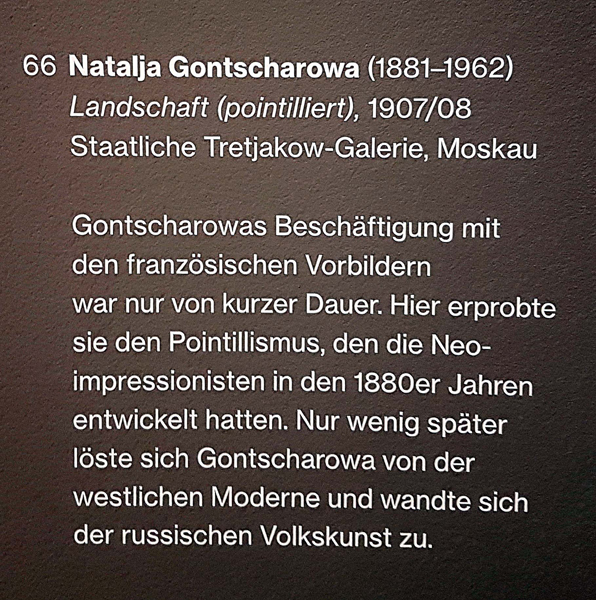 66 Natalja Gontscharowa (1881–1962)
Landschaft (pointilliert), 1907/08
Staatliche Tretjakow-Galerie, Moskau
Gontscharowas Beschäftigung mit
den französischen Vorbildern
war nur von kurzer Dauer. Hier erprobte
sie den Pointillismus, den die Neo-
impressionisten in den 1880er Jahren
entwickelt hatten. Nur wenig später
löste sich Gontscharowa von der
westlichen Moderne und wandte sich
der russischen Volkskunst zu.